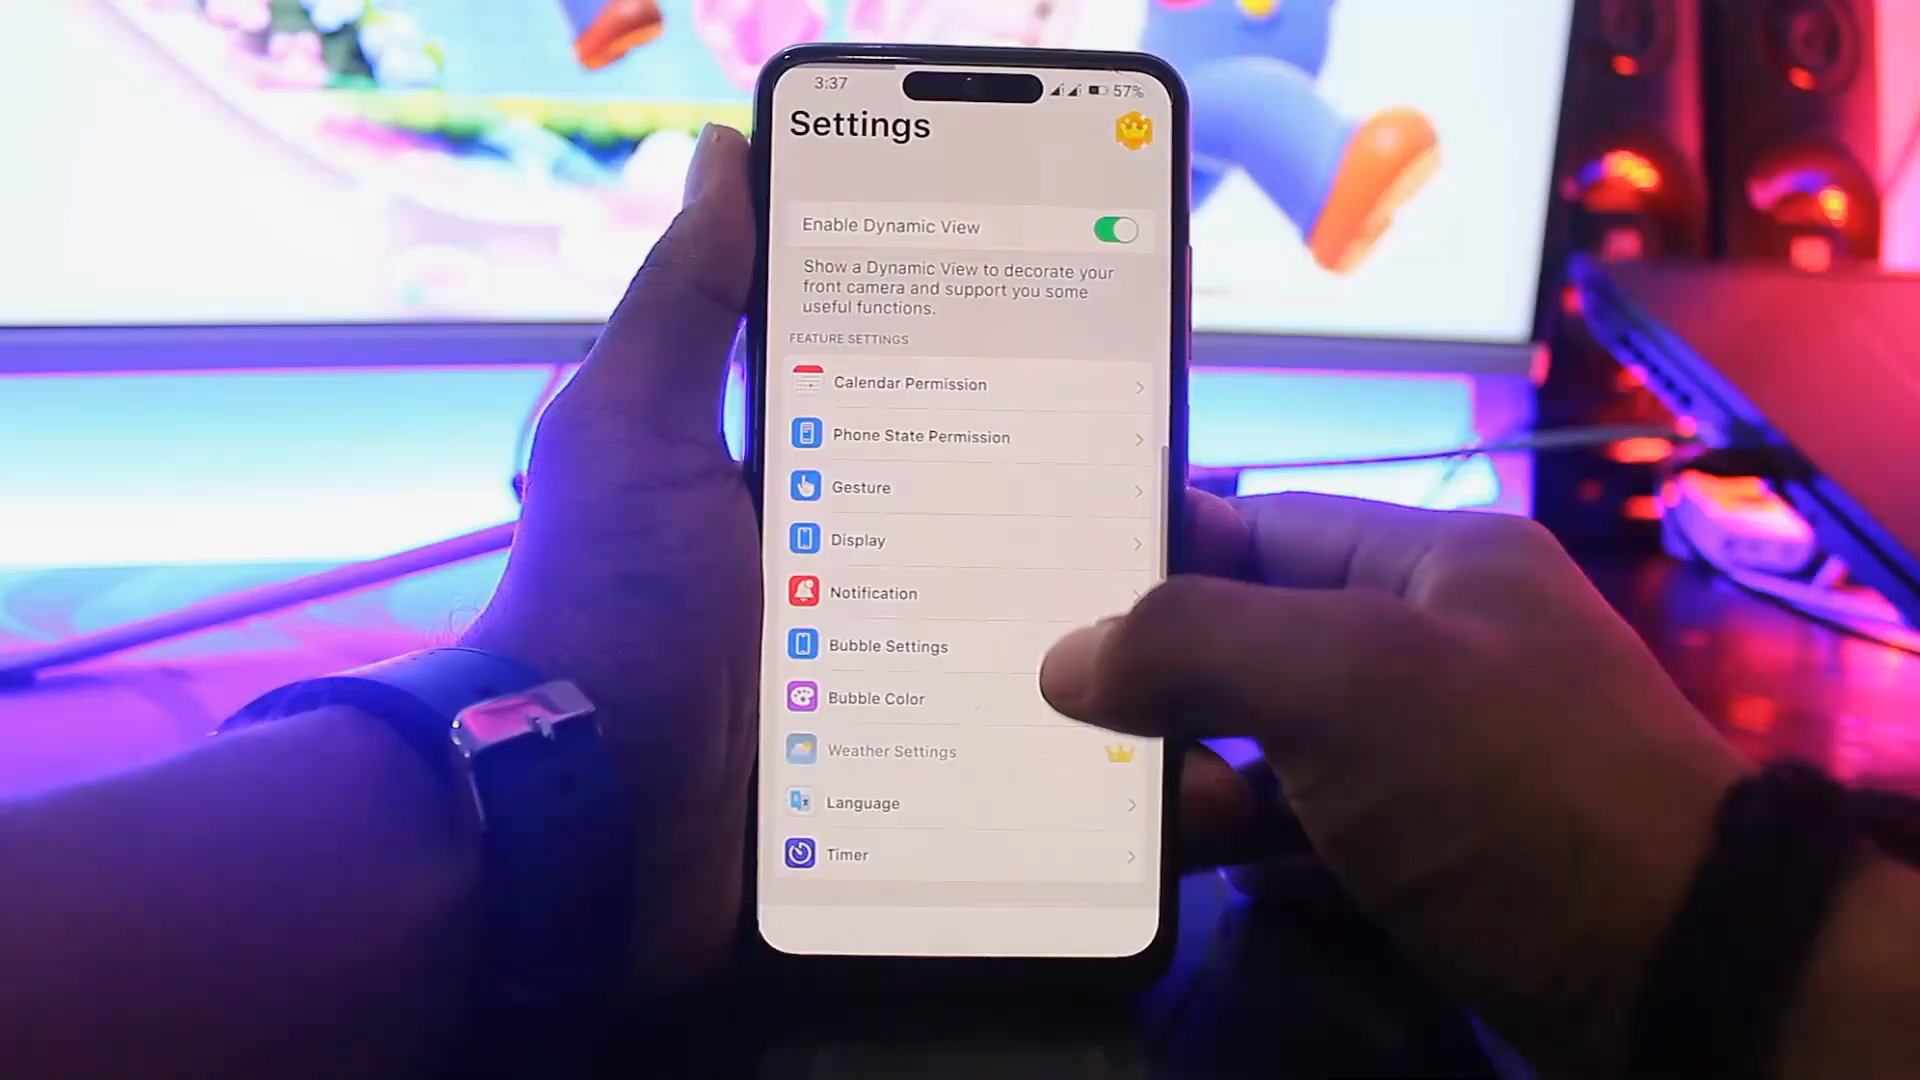 3:37
57%
Settings
Enable Dynamic View
Show a Dynamic View to decorate your
front camera and support you some
useful functions.
FEATURE SETTINGS
Calendar Permission
Phone State Permission
Gesture
Display
Notification
Bubble Settings
Bubble Color
Weather Settings
Language
Timer